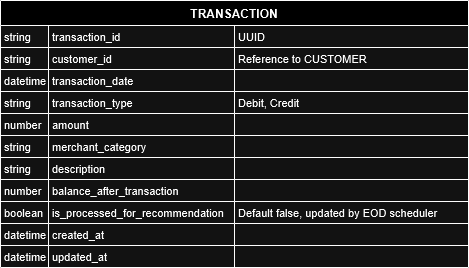 TRANSACTION
string transaction_id UUID
string customer_id Reference to CUSTOMER
datetime transaction_date
string transaction_type Debit, Credit
number amount
string merchant_category
string description
number balance_after_transaction
boolean is_processed_for_recommendation Default false, updated by EOD scheduler
datetime created_at
datetime updated_at